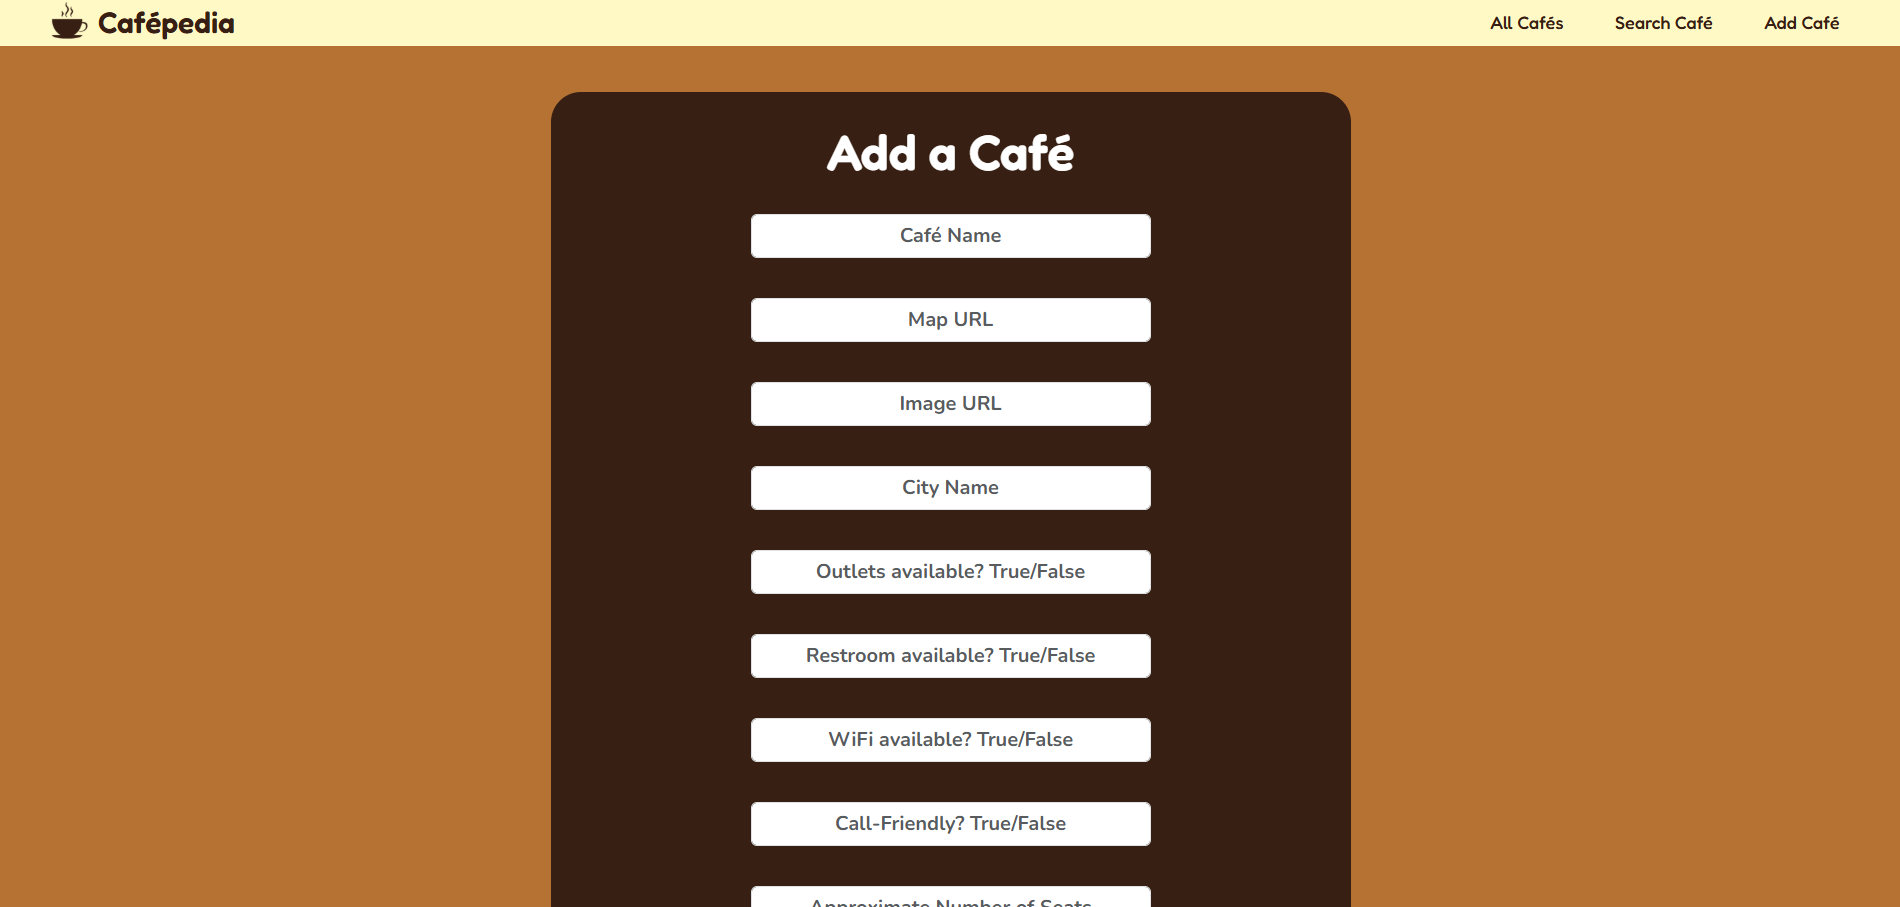 Cafépedia
All Cafés
Search Café
Add Café
Add a Café
Café Name
Map URL
Image URL
City Name
Outlets available? True/False
Restroom available? True/False
WiFi available? True/False
Call-Friendly? True/False
Approximate Number of Seats